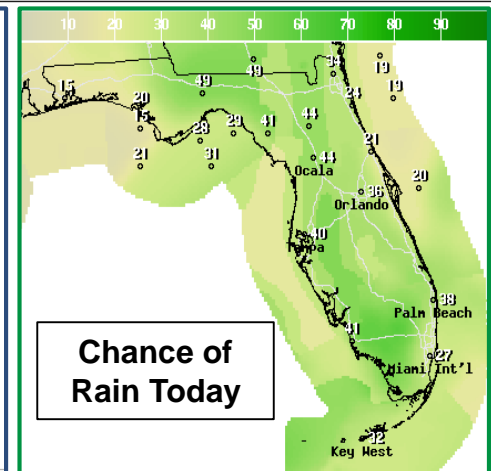 10 20 30 40 50 60 70 80 90
49 34 19
15 20 49 24 19
15 28 29 41 44 21
21 31 44
Ocala
36 20
Orlando
40
Tampa
38
Palm Beach
41 27
Miami Int'l
Chance of
Rain Today
32
Key West